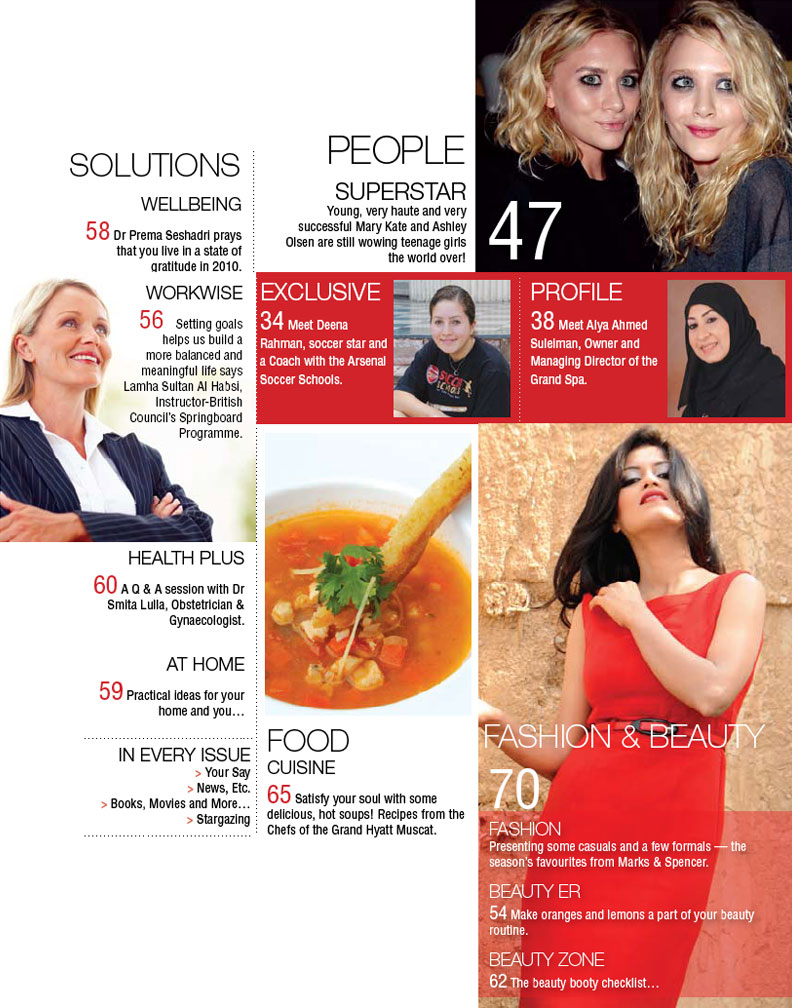 SOLUTIONS
WELLBEING
58 Dr Prema Seshadri prays
that you live in a state of
gratitude in 2010.
WORKWISE
56 Setting goals
helps us build a
more balanced and
meaningful life says
Lamha Sultan Al Habsi,
Instructor-British
Council's Springboard
Programme.
HEALTH PLUS
60 A Q & A session with Dr
Smita Lulla, Obstetrician &
Gynaecologist.
AT HOME
59 Practical ideas for your
home and you…
IN EVERY ISSUE
> Your Say
> News, Etc.
> Books, Movies and More…
> Stargazing
PEOPLE
SUPERSTAR
Young, very haute and very
successful Mary Kate and Ashley
Olsen are still wowing teenage girls
the world over!
47
EXCLUSIVE
34 Meet Deena
Rahman, soccer star and
a Coach with the Arsenal
Soccer Schools.
PROFILE
38 Meet Alya Ahmed
Suleiman, Owner and
Managing Director of the
Grand Spa.
FOOD
CUISINE
65 Satisfy your soul with some
delicious, hot soups! Recipes from the
Chefs of the Grand Hyatt Muscat.
FASHION & BEAUTY
70
FASHION
Presenting some casuals and a few formals — the
season's favourites from Marks & Spencer.
BEAUTY ER
54 Make oranges and lemons a part of your beauty
routine.
BEAUTY ZONE
62 The beauty booty checklist…